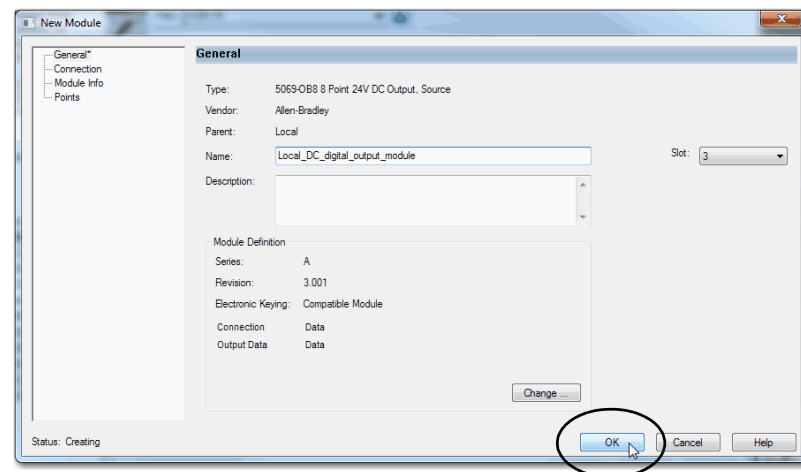 New Module
General*
Connection
Module Info
Points
General
Type: 5069-OB8 8 Point 24V DC Output, Source
Vendor: Allen-Bradley
Parent: Local
Name: Local_DC_digital_output_module Slot: 3
Description:
Module Definition
Series: A
Revision: 3.001
Electronic Keying: Compatible Module
Connection Data
Output Data Data
Change ...
Status: Creating OK Cancel Help